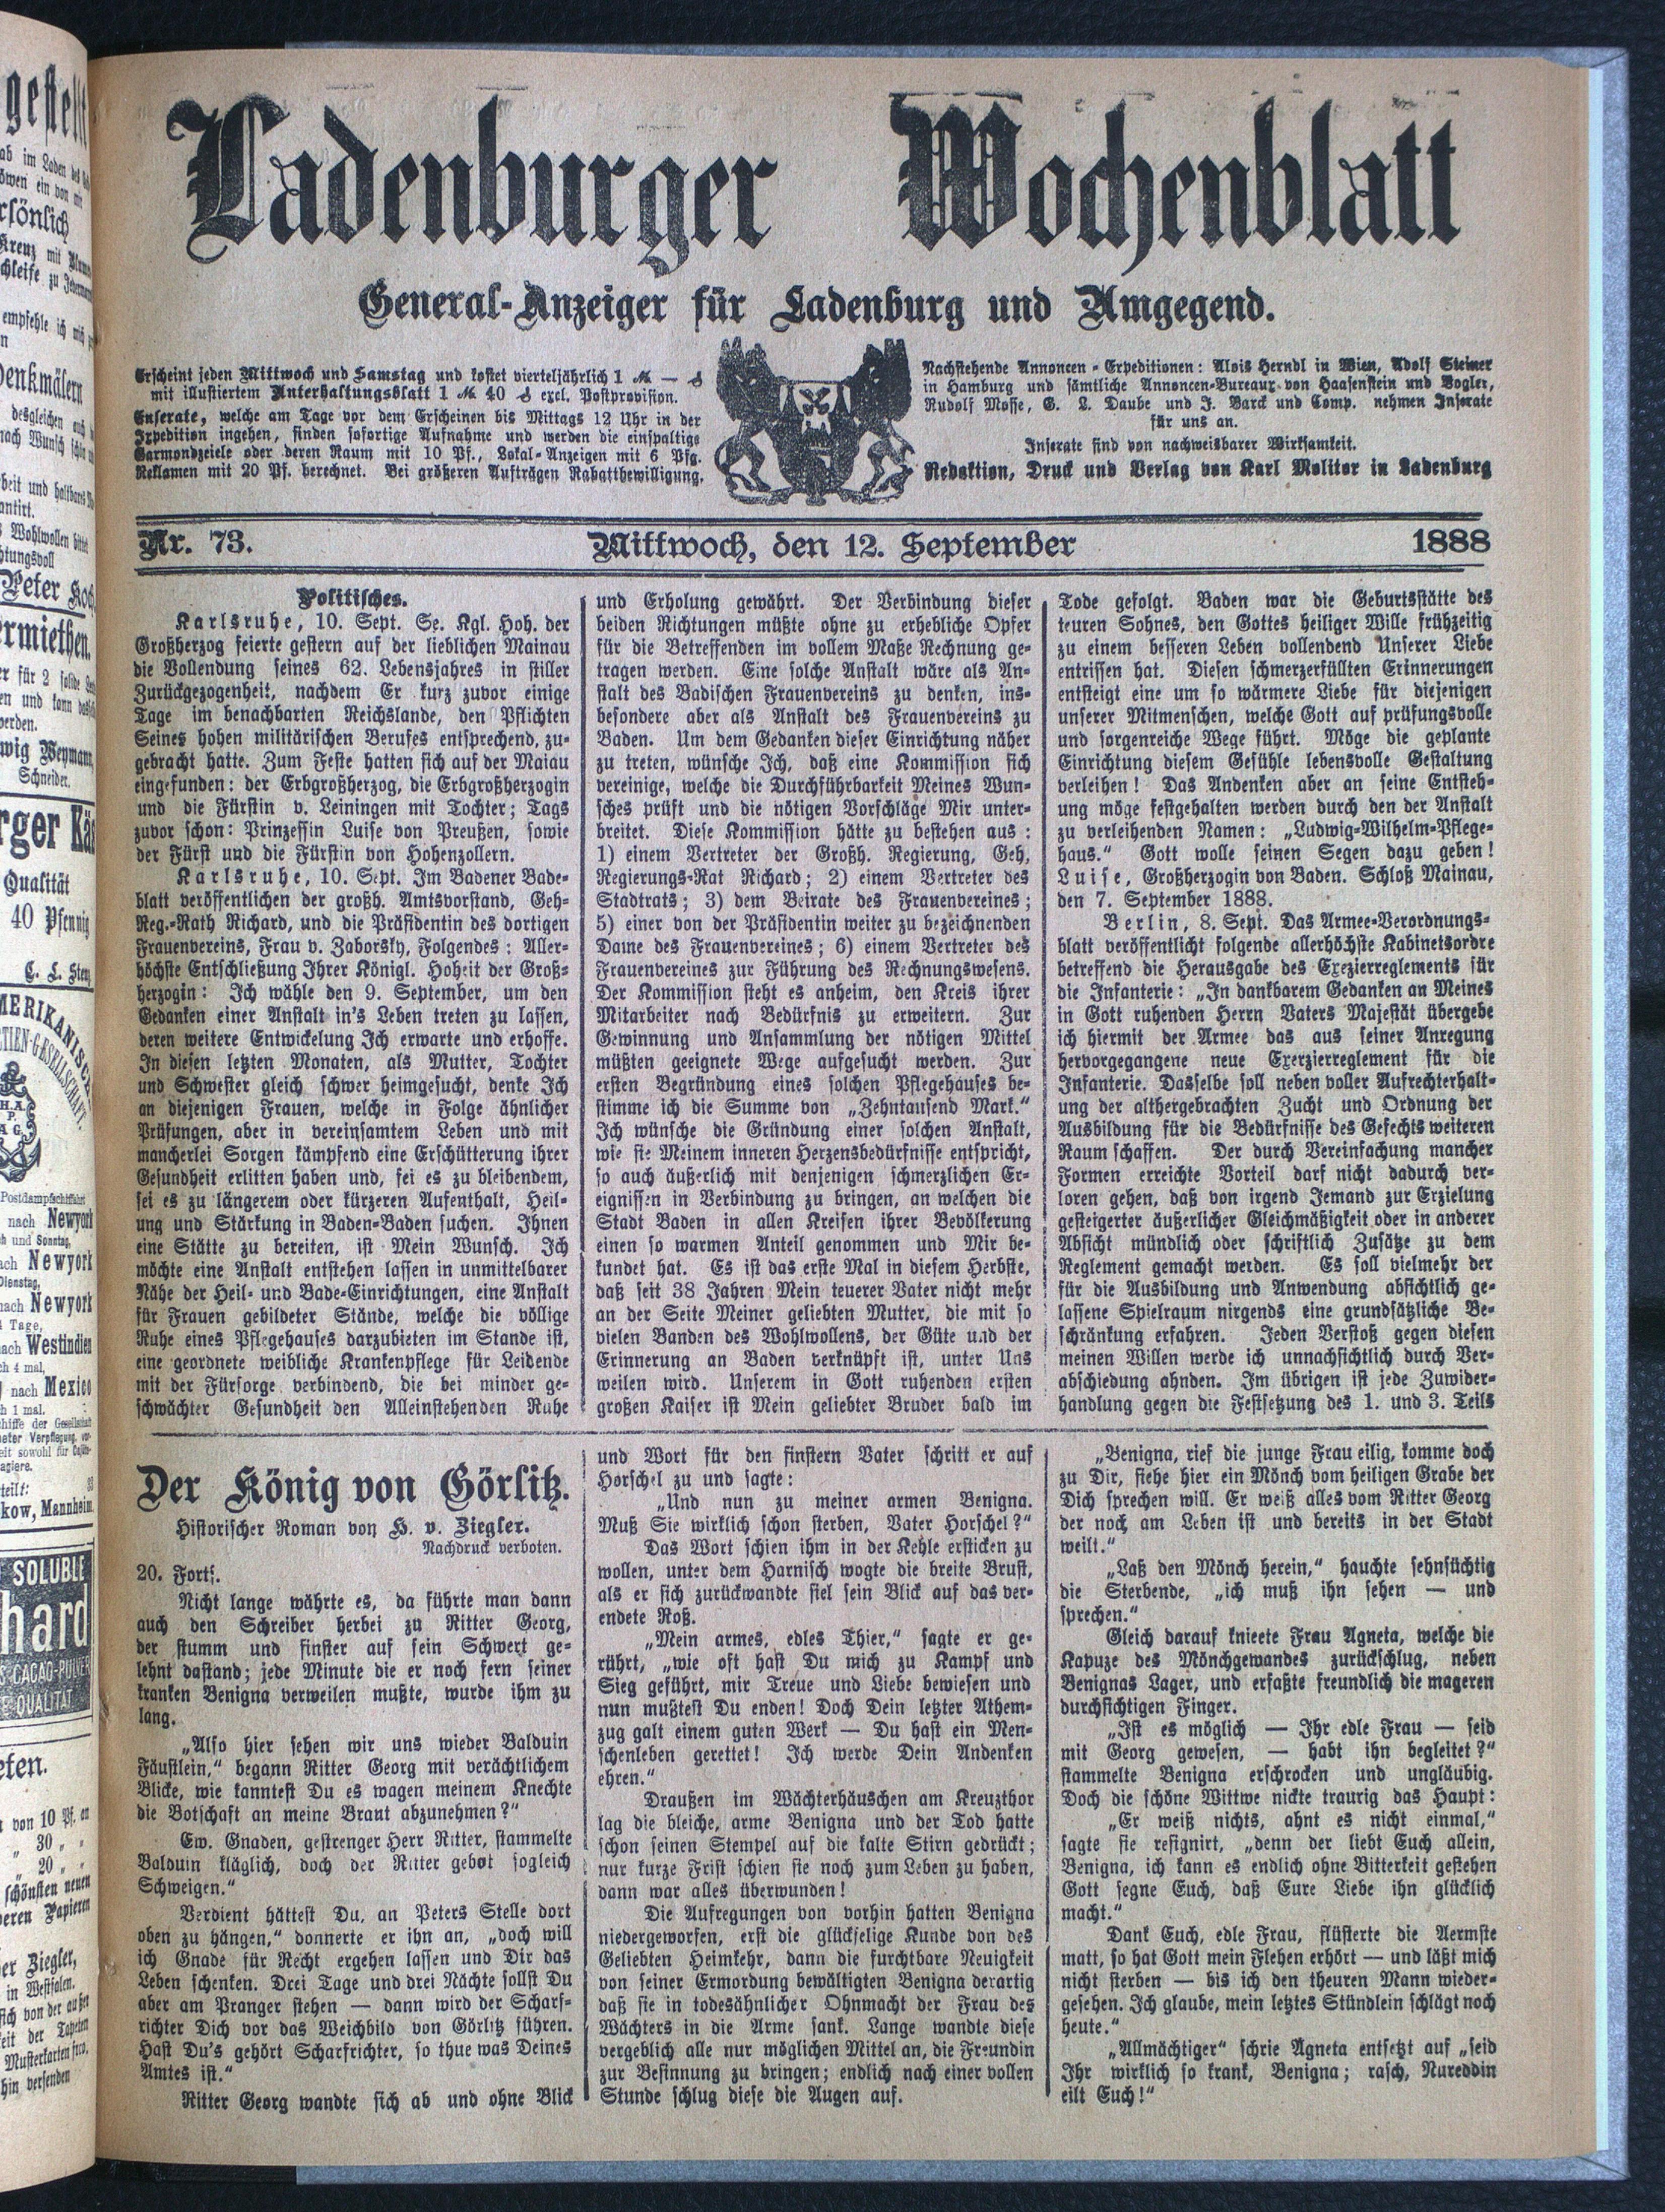 Ladenburger Wochenblatt
General-Anzeiger für Ladenburg und Umgegend.
Erscheint jeden Mittwoch und Samstag und kostet vierteljährlich 1 ℳ —
mit illustriertem Unterhaltungsblatt 1 ℳ 40 excl. Postprovision.
Inserate, welche am Tage vor dem Erscheinen bis Mittags 12 Uhr in der
Expedition ingehen, finden sofortige Aufnahme und werden die einspaltige
Garmondzeile oder deren Raum mit 10 Pf., Lokal-Anzeigen mit 6 Pfg.
Reklamen mit 20 Pf. berechnet. Bei größeren Aufträgen Rabattbewilligung.
Nachstehende Annoncen-Expeditionen: Alois Herndl in Wien, Adolf Steiner
in Hamburg und sämtliche Annoncen-Bureaux von Haasenstein und Vogler,
Rudolf Mosse, G. L. Daube und J. Barck und Comp. nehmen Inserate
für uns an.
Inserate sind von nachweisbarer Wirksamkeit.
Redaktion, Druck und Verlag von Karl Molitor in Ladenburg
Nr. 73.
Mittwoch, den 12. September
1888
Politisches.
Karlsruhe, 10. Sept. Se. Kgl. Hoh. der
Großherzog feierte gestern auf der lieblichen Mainau
die Vollendung seines 62. Lebensjahres in stiller
Zurückgezogenheit, nachdem Er kurz zuvor einige
Tage im benachbarten Reichslande, den Pflichten
Seines hohen militärischen Berufes entsprechend, zu-
gebracht hatte. Zum Feste hatten sich auf der Maiau
eingefunden: der Erbgroßherzog, die Erbgroßherzogin
und die Fürstin v. Leiningen mit Tochter; Tags
zuvor schon: Prinzessin Luise von Preußen, sowie
der Fürst und die Fürstin von Hohenzollern.
Karlsruhe, 10. Sept. Im Badener Bade-
blatt veröffentlichen der großh. Amtsvorstand, Geh-
Reg.-Rath Richard, und die Präsidentin des dortigen
Frauenvereins, Frau v. Zaborsky, Folgendes: Aller-
höchste Entschließung Ihrer Königl. Hoheit der Groß-
herzogin: Ich wähle den 9. September, um den
Gedanken einer Anstalt in's Leben treten zu lassen,
deren weitere Entwickelung Ich erwarte und erhoffe.
In diesen letzten Monaten, als Mutter, Tochter
und Schwester gleich schwer heimgesucht, denke Ich
an diejenigen Frauen, welche in Folge ähnlicher
Prüfungen, aber in vereinsamtem Leben und mit
mancherlei Sorgen kämpfend eine Erschütterung ihrer
Gesundheit erlitten haben und, sei es zu bleibendem,
sei es zu längerem oder kürzeren Aufenthalt, Heil-
ung und Stärkung in Baden-Baden suchen. Ihnen
eine Stätte zu bereiten, ist Mein Wunsch. Ich
möchte eine Anstalt entstehen lassen in unmittelbarer
Nähe der Heil- und Bade-Einrichtungen, eine Anstalt
für Frauen gebildeter Stände, welche die völlige
Ruhe eines Pflegehauses darzubieten im Stande ist,
eine geordnete weibliche Krankenpflege für Leidende
mit der Fürsorge verbindend, die bei minder ge-
schwächter Gesundheit den Alleinstehenden Ruhe
und Erholung gewährt. Der Verbindung dieser
beiden Richtungen müßte ohne zu erhebliche Opfer
für die Betreffenden im vollem Maße Rechnung ge-
tragen werden. Eine solche Anstalt wäre als An-
stalt des Badischen Frauenvereins zu denken, ins-
besondere aber als Anstalt des Frauenvereins zu
Baden. Um dem Gedanken dieser Einrichtung näher
zu treten, wünsche Ich, daß eine Kommission sich
vereinige, welche die Durchführbarkeit Meines Wun-
sches prüft und die nötigen Vorschläge Mir unter-
breitet. Diese Kommission hätte zu bestehen aus:
1) einem Vertreter der Großh. Regierung, Geh,
Regierungs-Rat Richard; 2) einem Vertreter des
Stadtrats; 3) dem Beirate des Frauenvereines;
5) einer von der Präsidentin weiter zu bezeichnenden
Dame des Frauenvereines; 6) einem Vertreter des
Frauenvereines zur Führung des Rechnungswesens.
Der Kommission steht es anheim, den Kreis ihrer
Mitarbeiter nach Bedürfnis zu erweitern. Zur
Gewinnung und Ansammlung der nötigen Mittel
müßten geeignete Wege aufgesucht werden. Zur
ersten Begründung eines solchen Pflegehauses be-
stimme ich die Summe von „Zehntausend Mark.“
Ich wünsche die Gründung einer solchen Anstalt,
wie sie Meinem inneren Herzensbedürfnisse entspricht,
so auch äußerlich mit denjenigen schmerzlichen Er-
eignissen in Verbindung zu bringen, an welchen die
Stadt Baden in allen Kreisen ihrer Bevölkerung
einen so warmen Anteil genommen und Mir be-
kundet hat. Es ist das erste Mal in diesem Herbste,
daß seit 38 Jahren Mein teuerer Vater nicht mehr
an der Seite Meiner geliebten Mutter, die mit so
vielen Banden des Wohlwollens, der Güte und der
Erinnerung an Baden verknüpft ist, unter Uns
weilen wird. Unserem in Gott ruhenden ersten
großen Kaiser ist Mein geliebter Bruder bald im
Tode gefolgt. Baden war die Geburtsstätte des
teuren Sohnes, den Gottes heiliger Wille frühzeitig
zu einem besseren Leben vollendend Unserer Liebe
entrissen hat. Diesen schmerzerfüllten Erinnerungen
entsteigt eine um so wärmere Liebe für diejenigen
unserer Mitmenschen, welche Gott auf prüfungsvolle
und sorgenreiche Wege führt. Möge die geplante
Einrichtung diesem Gefühle lebensvolle Gestaltung
verleihen! Das Andenken aber an seine Entsteh-
ung möge festgehalten werden durch den der Anstalt
zu verleihenden Namen: „Ludwig-Wilhelm-Pflege-
haus.“ Gott wolle seinen Segen dazu geben!
Luise, Großherzogin von Baden. Schloß Mainau,
den 7. September 1888.
Berlin, 8. Sept. Das Armee-Verordnungs-
blatt veröffentlicht folgende allerhöchste Kabinetsordre
betreffend die Herausgabe des Exezierreglements für
die Infanterie: „In dankbarem Gedanken an Meines
in Gott ruhenden Herrn Vaters Majestät übergebe
ich hiermit der Armee das aus seiner Anregung
hervorgegangene neue Exerzierreglement für die
Infanterie. Dasselbe soll neben voller Aufrechterhalt-
ung der althergebrachten Zucht und Ordnung der
Ausbildung für die Bedürfnisse des Gefechts weiteren
Raum schaffen. Der durch Vereinfachung mancher
Formen erreichte Vorteil darf nicht dadurch ver-
loren gehen, daß von irgend Jemand zur Erzielung
gesteigerter äußerlicher Gleichmäßigkeit oder in anderer
Absicht mündlich oder schriftlich Zusätze zu dem
Reglement gemacht werden. Es soll vielmehr der
für die Ausbildung und Anwendung absichtlich ge-
lassene Spielraum nirgends eine grundsätzliche Be-
schränkung erfahren. Jeden Verstoß gegen diesen
meinen Willen werde ich unnachsichtlich durch Ver-
abschiedung ahnden. Im übrigen ist jede Zuwider-
handlung gegen die Festsetzung des 1. und 3. Teils
Der König von Görlitz.
Historischer Roman von H. v. Ziegler.
Nachdruck verboten.
20. Forts.
Nicht lange währte es, da führte man dann
auch den Schreiber herbei zu Ritter Georg,
der stumm und finster auf sein Schwert ge-
lehnt dastand; jede Minute die er noch fern seiner
kranken Benigna verweilen mußte, wurde ihm zu
lang.
„Also hier sehen wir uns wieder Balduin
Fäustlein,“ begann Ritter Georg mit verächtlichem
Blicke, wie kanntest Du es wagen meinem Knechte
die Botschaft an meine Braut abzunehmen?“
Ew. Gnaden, gestrenger Herr Ritter, stammelte
Balduin kläglich, doch der Ritter gebot sogleich
Schweigen.“
Verdient hättest Du, an Peters Stelle dort
oben zu hängen,“ donnerte er ihn an, „doch will
ich Gnade für Recht ergehen lassen und Dir das
Leben schenken. Drei Tage und drei Nächte sollst Du
aber am Pranger stehen — dann wird der Scharf-
richter Dich vor das Weichbild von Görlitz führen.
Hast Du's gehört Scharfrichter, so thue was Deines
Amtes ist.“
Ritter Georg wandte sich ab und ohne Blick
und Wort für den finstern Vater schritt er auf
Horschel zu und sagte:
„Und nun zu meiner armen Benigna.
Muß Sie wirklich schon sterben, Vater Horschel?“
Das Wort schien ihm in der Kehle ersticken zu
wollen, unter dem Harnisch wogte die breite Brust,
als er sich zurückwandte fiel sein Blick auf das ver-
endete Roß.
„Mein armes, edles Thier,“ sagte er ge-
rührt, „wie oft hast Du mich zu Kampf und
Sieg geführt, mir Treue und Liebe bewiesen und
nun mußtest Du enden! Doch Dein letzter Athem-
zug galt einem guten Werk — Du hast ein Men-
schenleben gerettet! Ich werde Dein Andenken
ehren.“
Draußen im Wächterhäuschen am Kreuzthor
lag die bleiche, arme Benigna und der Tod hatte
schon seinen Stempel auf die kalte Stirn gedrückt;
nur kurze Frist schien sie noch zum Leben zu haben,
dann war alles überwunden!
Die Aufregungen von vorhin hatten Benigna
niedergeworfen, erst die glückselige Kunde von des
Geliebten Heimkehr, dann die furchtbare Neuigkeit
von seiner Ermordung bewältigten Benigna derartig
daß sie in todesähnlicher Ohnmacht der Frau des
Wächters in die Arme sank. Lange wandte diese
vergeblich alle nur möglichen Mittel an, die Freundin
zur Besinnung zu bringen; endlich nach einer vollen
Stunde schlug diese die Augen auf.
„Benigna, rief die junge Frau eilig, komme doch
zu Dir, siehe hier ein Mönch vom heiligen Grabe der
Dich sprechen will. Er weiß alles vom Ritter Georg
der noch am Leben ist und bereits in der Stadt
weilt.“
„Laß den Mönch herein,“ hauchte sehnsüchtig
die Sterbende, „ich muß ihn sehen — und
sprechen.“
Gleich darauf knieete Frau Agneta, welche die
Kapuze des Mönchgewandes zurückschlug, neben
Benignas Lager, und erfaßte freundlich die mageren
durchsichtigen Finger.
„Ist es möglich — Ihr edle Frau — seid
mit Georg gewesen, — habt ihn begleitet?“
stammelte Benigna erschrocken und ungläubig.
Doch die schöne Wittwe nickte traurig das Haupt:
„Er weiß nichts, ahnt es nicht einmal,“
sagte sie resignirt, „denn der liebt Euch allein,
Benigna, ich kann es endlich ohne Bitterkeit gestehen
Gott segne Euch, daß Eure Liebe ihn glücklich
macht.“
Dank Euch, edle Frau, flüsterte die Aermste
matt, so hat Gott mein Flehen erhört — und läßt mich
nicht sterben — bis ich den theuren Mann wieder-
gesehen. Ich glaube, mein letztes Stündlein schlägt noch
heute.“
„Allmächtiger“ schrie Agneta entsetzt auf „seid
Ihr wirklich so krank, Benigna; rasch, Nureddin
eilt Euch!“